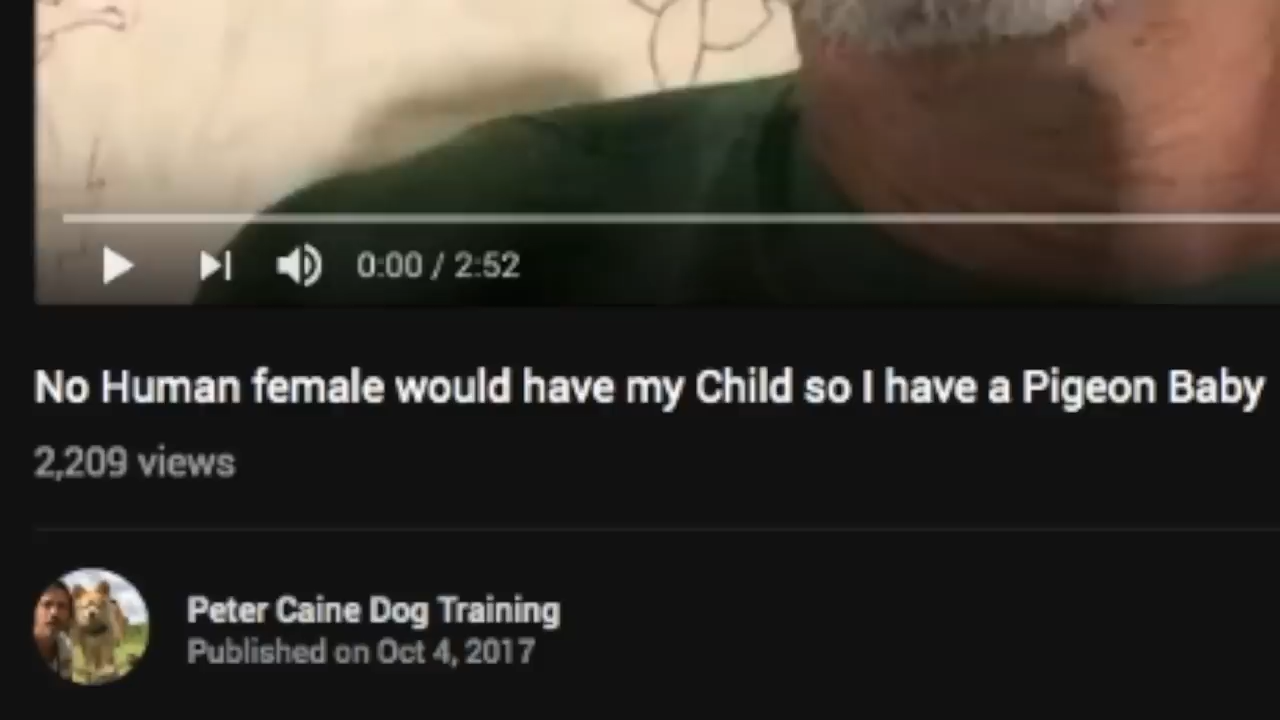 0:00 / 2:52
No Human female would have my Child so I have a Pigeon Baby
2,209 views
Peter Caine Dog Training
Published on Oct 4, 2017